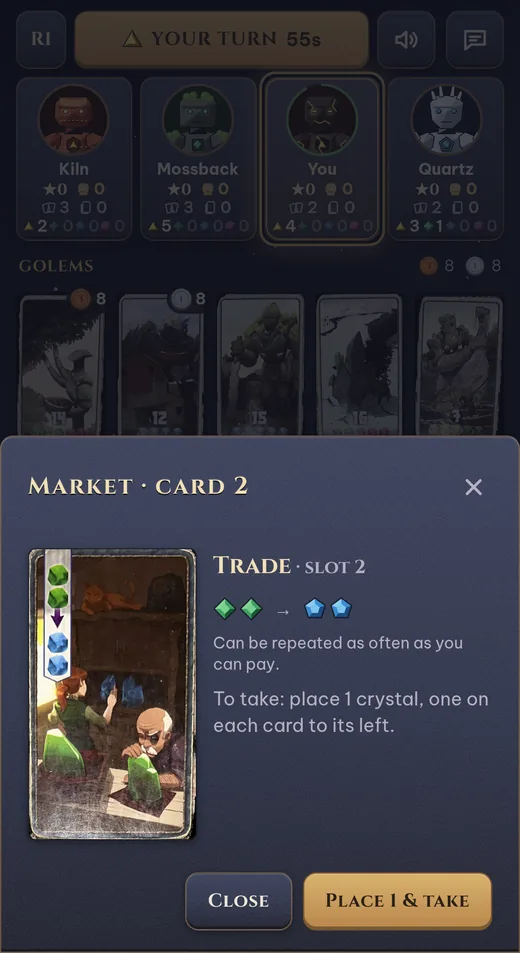 R1
YOUR TURN 55s
Kiln
Mossback
You
Quartz
★0 0
★0 0
★0 0
★0 0
3 0
3 0
2 0
2 0
2 0 0 0
5 0 0 0
4 0 0 0
3 1 0 0
GOLEMS
8 8
8
8
14
12
15
16
MARKET · CARD 2
TRADE · SLOT 2
→
Can be repeated as often as you
can pay.
To take: place 1 crystal, one on
each card to its left.
CLOSE
PLACE 1 & TAKE